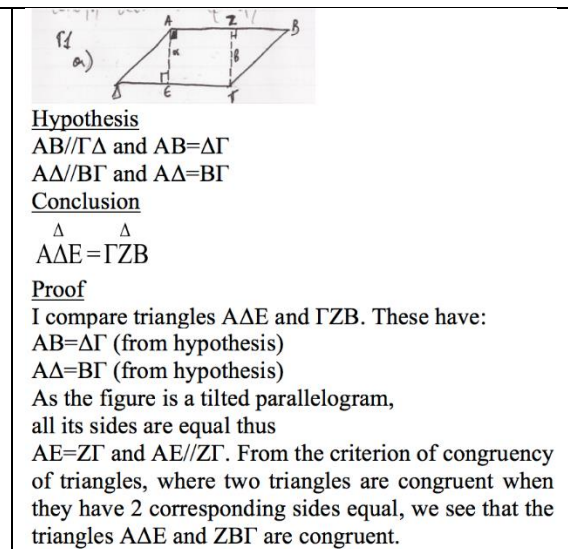 A Z B
Γ1
α)
α β
Δ E Γ
Hypothesis
AB//ΓΔ and AB=ΔΓ
AΔ//BΓ and AΔ=BΓ
Conclusion
Δ Δ
AΔE=ΓZB
Proof
I compare triangles AΔE and ΓZB. These have:
AB=ΔΓ (from hypothesis)
AΔ=BΓ (from hypothesis)
As the figure is a tilted parallelogram,
all its sides are equal thus
AE=ZΓ and AE//ZΓ. From the criterion of congruency
of triangles, where two triangles are congruent when
they have 2 corresponding sides equal, we see that the
triangles AΔE and ZBΓ are congruent.